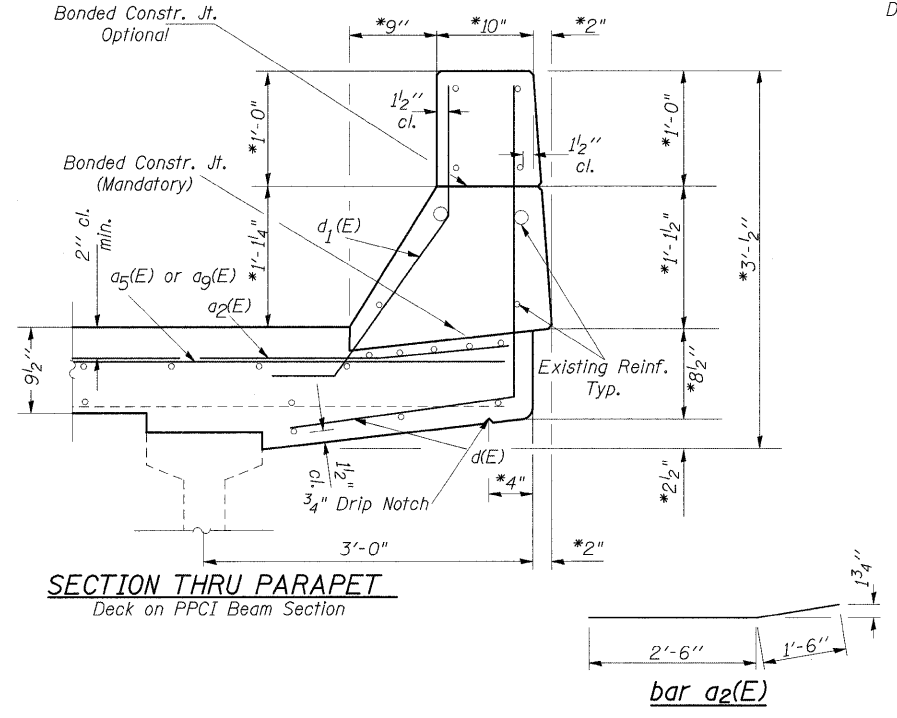 Bonded Constr. Jt.
Optional
*9"
*10"
*2"
D
*1'-0"
1½"
cl.
1½"
cl.
*1'-0"
Bonded Constr. Jt.
(Mandatory)
2" cl.
min.
*1'-1¼"
d1(E)
*1'-1½"
*3'-½"
a5(E) or a9(E)
a2(E)
9½"
Existing Reinf.
Typ.
*8½"
d(E)
1½"
cl.
¾" Drip Notch
*4"
*2½"
3'-0"
*2"
SECTION THRU PARAPET
Deck on PPCI Beam Section
1¾"
2'-6"
1'-6"
bar a2(E)